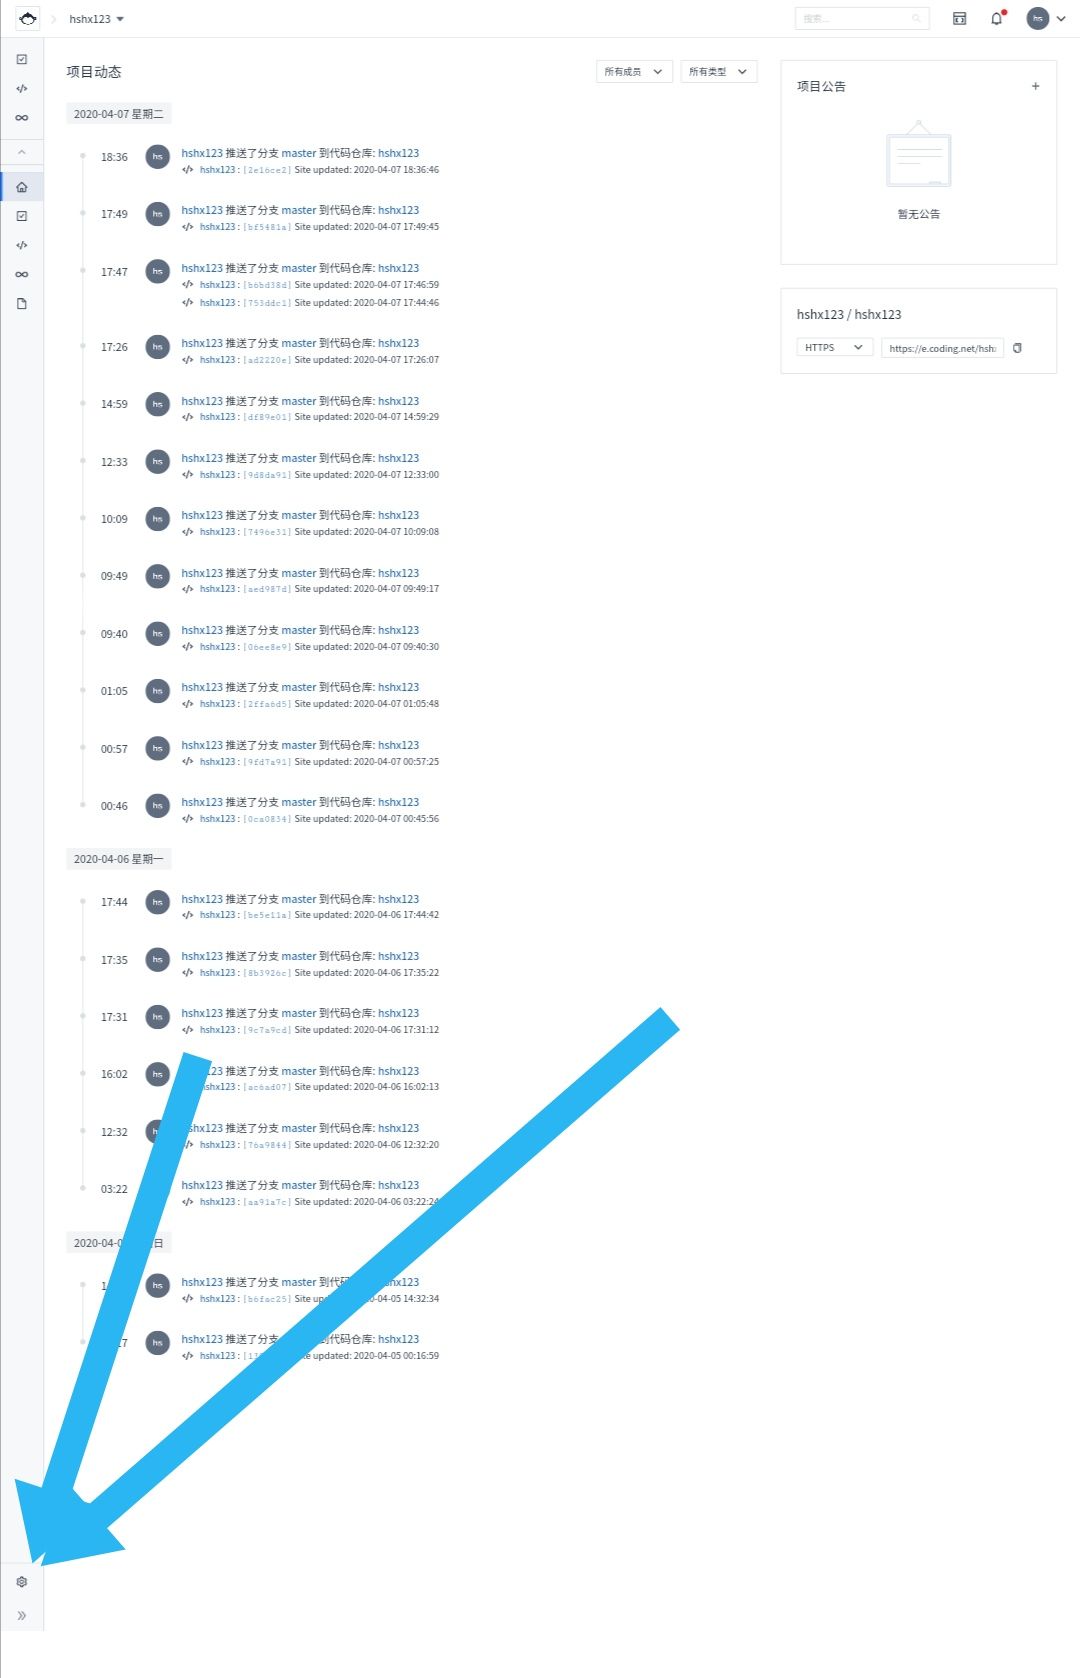 hshx123
搜索...
hs
项目动态
所有成员
所有类型
项目公告
2020-04-07 星期二
18:36 hs hshx123 推送了分支 master 到代码仓库: hshx123
hshx123 : [2e16ce2] Site updated: 2020-04-07 18:36:46
17:49 hs hshx123 推送了分支 master 到代码仓库: hshx123
hshx123 : [bf5481a] Site updated: 2020-04-07 17:49:45
暂无公告
17:47 hs hshx123 推送了分支 master 到代码仓库: hshx123
hshx123 : [b6bd38d] Site updated: 2020-04-07 17:46:59
hshx123 : [753ddc1] Site updated: 2020-04-07 17:44:46
hshx123 / hshx123
HTTPS
https://e.coding.net/hsh
17:26 hs hshx123 推送了分支 master 到代码仓库: hshx123
hshx123 : [ad2220e] Site updated: 2020-04-07 17:26:07
14:59 hs hshx123 推送了分支 master 到代码仓库: hshx123
hshx123 : [df89e01] Site updated: 2020-04-07 14:59:29
12:33 hs hshx123 推送了分支 master 到代码仓库: hshx123
hshx123 : [9d8da91] Site updated: 2020-04-07 12:33:00
10:09 hs hshx123 推送了分支 master 到代码仓库: hshx123
hshx123 : [7496e31] Site updated: 2020-04-07 10:09:08
09:49 hs hshx123 推送了分支 master 到代码仓库: hshx123
hshx123 : [aed987d] Site updated: 2020-04-07 09:49:17
09:40 hs hshx123 推送了分支 master 到代码仓库: hshx123
hshx123 : [06ee8e9] Site updated: 2020-04-07 09:40:30
01:05 hs hshx123 推送了分支 master 到代码仓库: hshx123
hshx123 : [2ffa6d5] Site updated: 2020-04-07 01:05:48
00:57 hs hshx123 推送了分支 master 到代码仓库: hshx123
hshx123 : [9fd7a91] Site updated: 2020-04-07 00:57:25
00:46 hs hshx123 推送了分支 master 到代码仓库: hshx123
hshx123 : [0ca0834] Site updated: 2020-04-07 00:45:56
2020-04-06 星期一
17:44 hs hshx123 推送了分支 master 到代码仓库: hshx123
hshx123 : [be5e11a] Site updated: 2020-04-06 17:44:42
17:35 hs hshx123 推送了分支 master 到代码仓库: hshx123
hshx123 : [8b3926c] Site updated: 2020-04-06 17:35:22
17:31 hs hshx123 推送了分支 master 到代码仓库: hshx123
hshx123 : [9c7a9cd] Site updated: 2020-04-06 17:31:12
16:02 hs 23 推送了分支 master 到代码仓库: hshx123
hshx123 : [ac6ad07] Site updated: 2020-04-06 16:02:13
12:32 hshx123 推送了分支 master 到代码仓库: hshx123
hshx123 : [76a9844] Site updated: 2020-04-06 12:32:20
03:22 hshx123 推送了分支 master 到代码仓库: hshx123
hshx123 : [aa91a7c] Site updated: 2020-04-06 03:22:24
2020-04-0 日
1 hs hshx123 推送了分支 master 到代码 hx123
hshx123 : [b6fac25] Site upd 04-05 14:32:34
7 hs hshx123 推送了分支 master 到代码仓库: hshx123
hshx123 : e updated: 2020-04-05 00:16:59